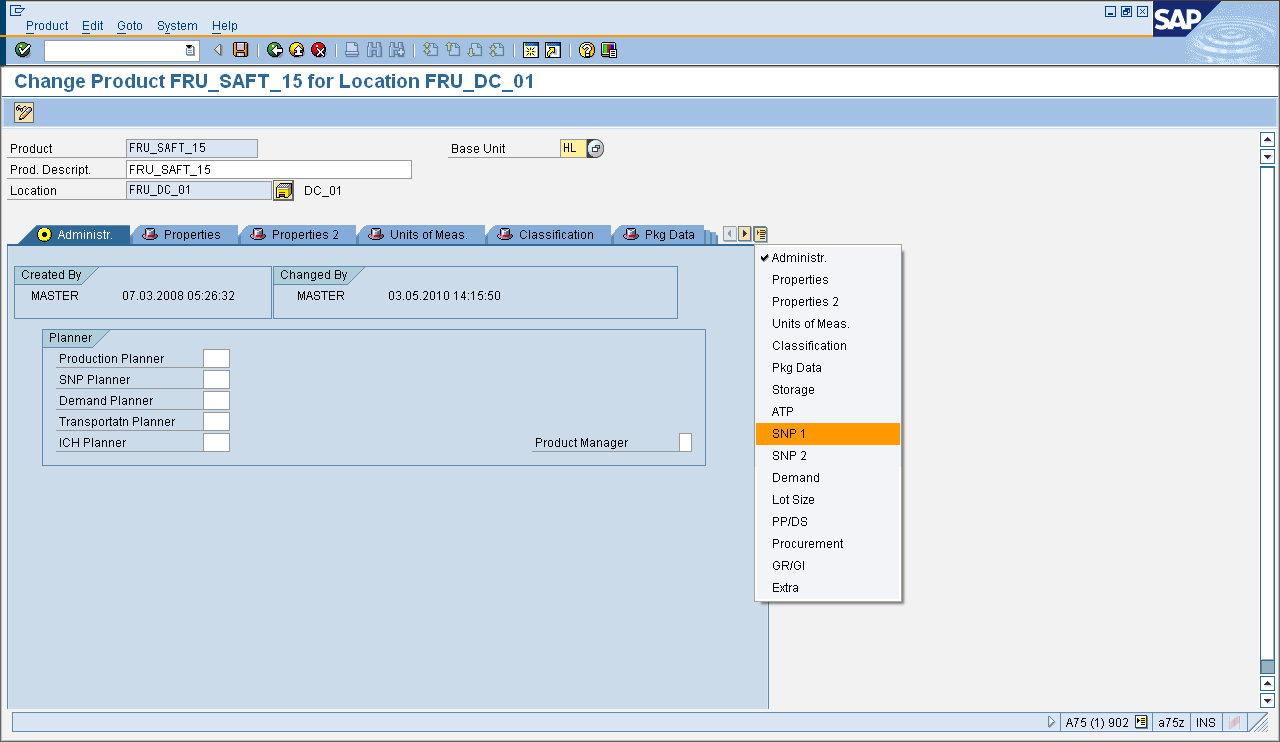 Product Edit Goto System Help
SAP
Change Product FRU_SAFT_15 for Location FRU_DC_01
Product FRU_SAFT_15 Base Unit HL
Prod. Descript. FRU_SAFT_15
Location FRU_DC_01 DC_01
Administr. Properties Properties 2 Units of Meas. Classification Pkg Data
Created By Changed By
MASTER 07.03.2008 05:26:32 MASTER 03.05.2010 14:15:50
Planner
Production Planner
SNP Planner
Demand Planner
Transportatn Planner
ICH Planner Product Manager
Administr.
Properties
Properties 2
Units of Meas.
Classification
Pkg Data
Storage
ATP
SNP 1
SNP 2
Demand
Lot Size
PP/DS
Procurement
GR/GI
Extra
A75 (1) 902 a75z INS